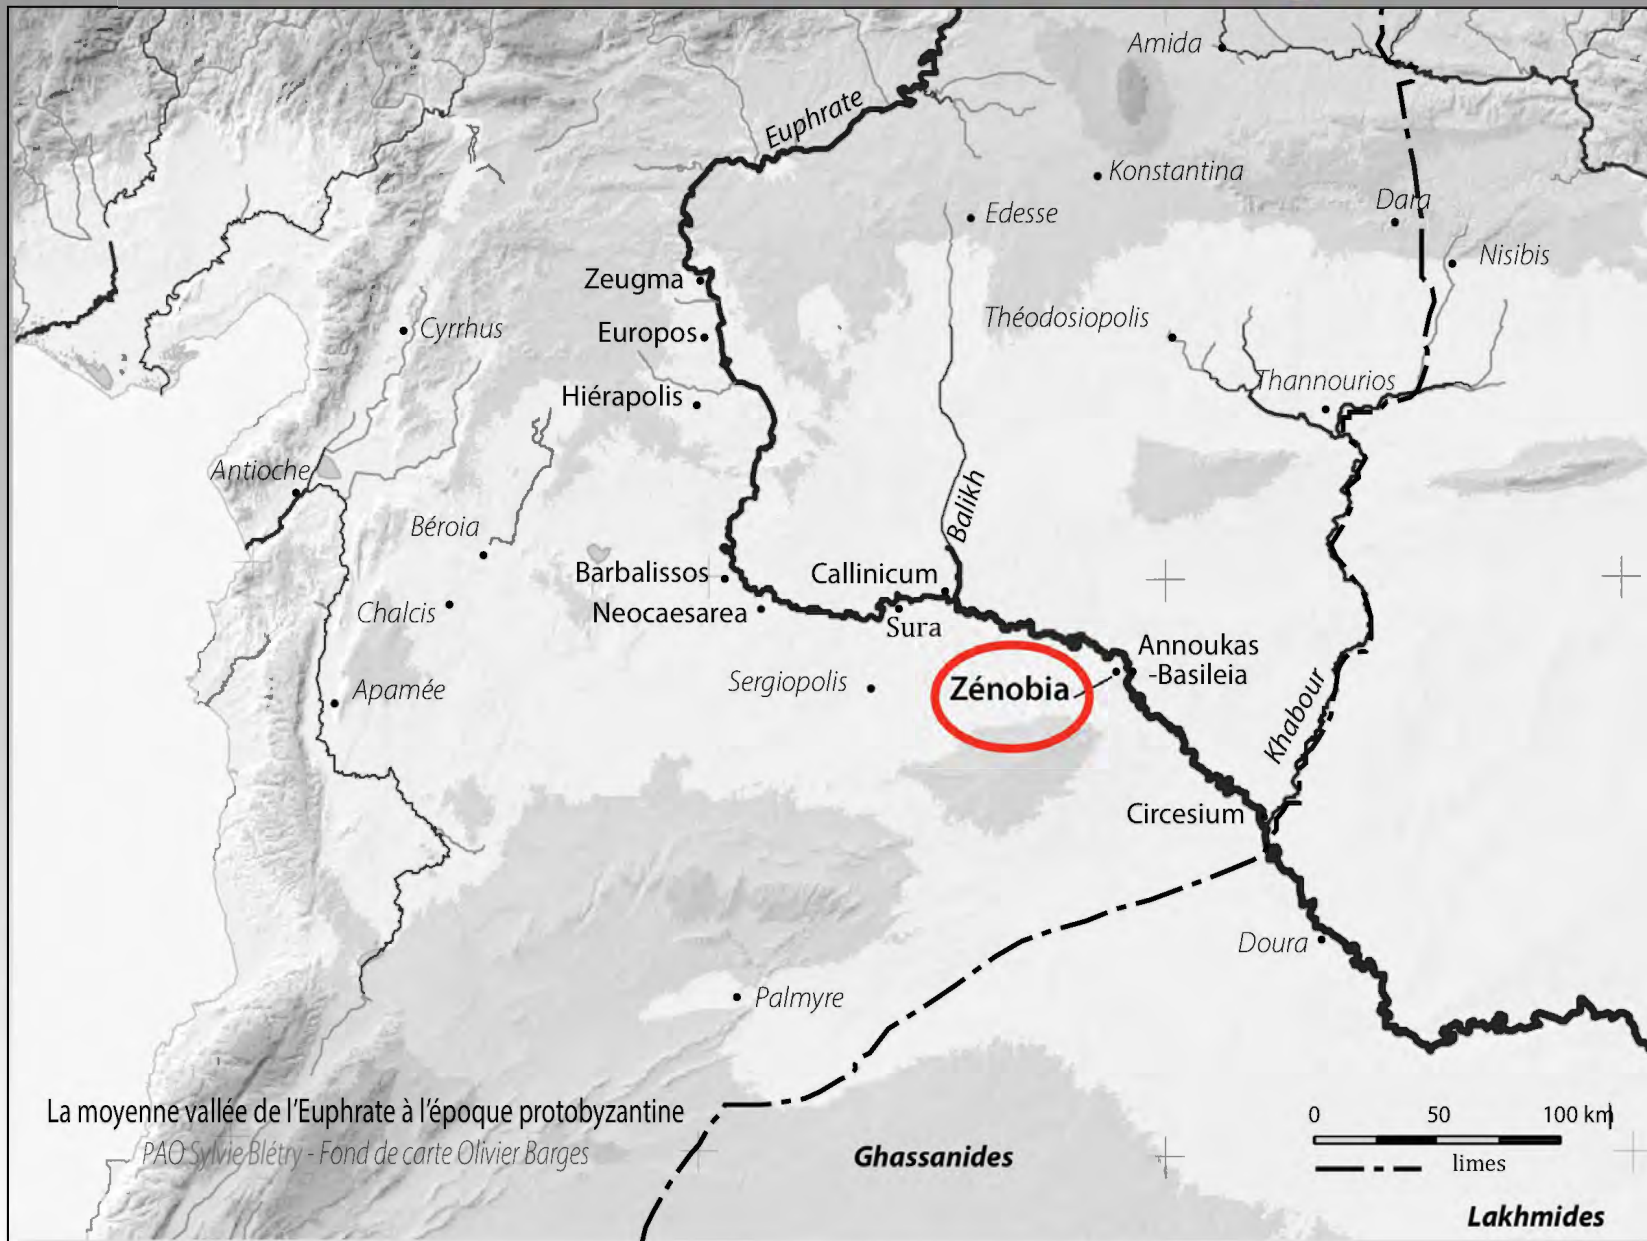 Amida
Euphrate
Konstantina
Dara
Edesse
Nisibis
Zeugma
Théodosiopolis
Cyrrhus
Europos
Thannourios
Hiérapolis
Antioche
Balikh
Béroia
Barbalissos
Callinicum
Chalcis
Neocaesarea
Sura
Annoukas
-Basileia
Sergiopolis
Zénobia
Apamée
Khabour
Circesium
Doura
Palmyre
La moyenne vallée de l'Euphrate à l'époque protobyzantine
PAO Sylvie Blétry - Fond de carte Olivier Barges
0 50 100 km
limes
Ghassanides
Lakhmides